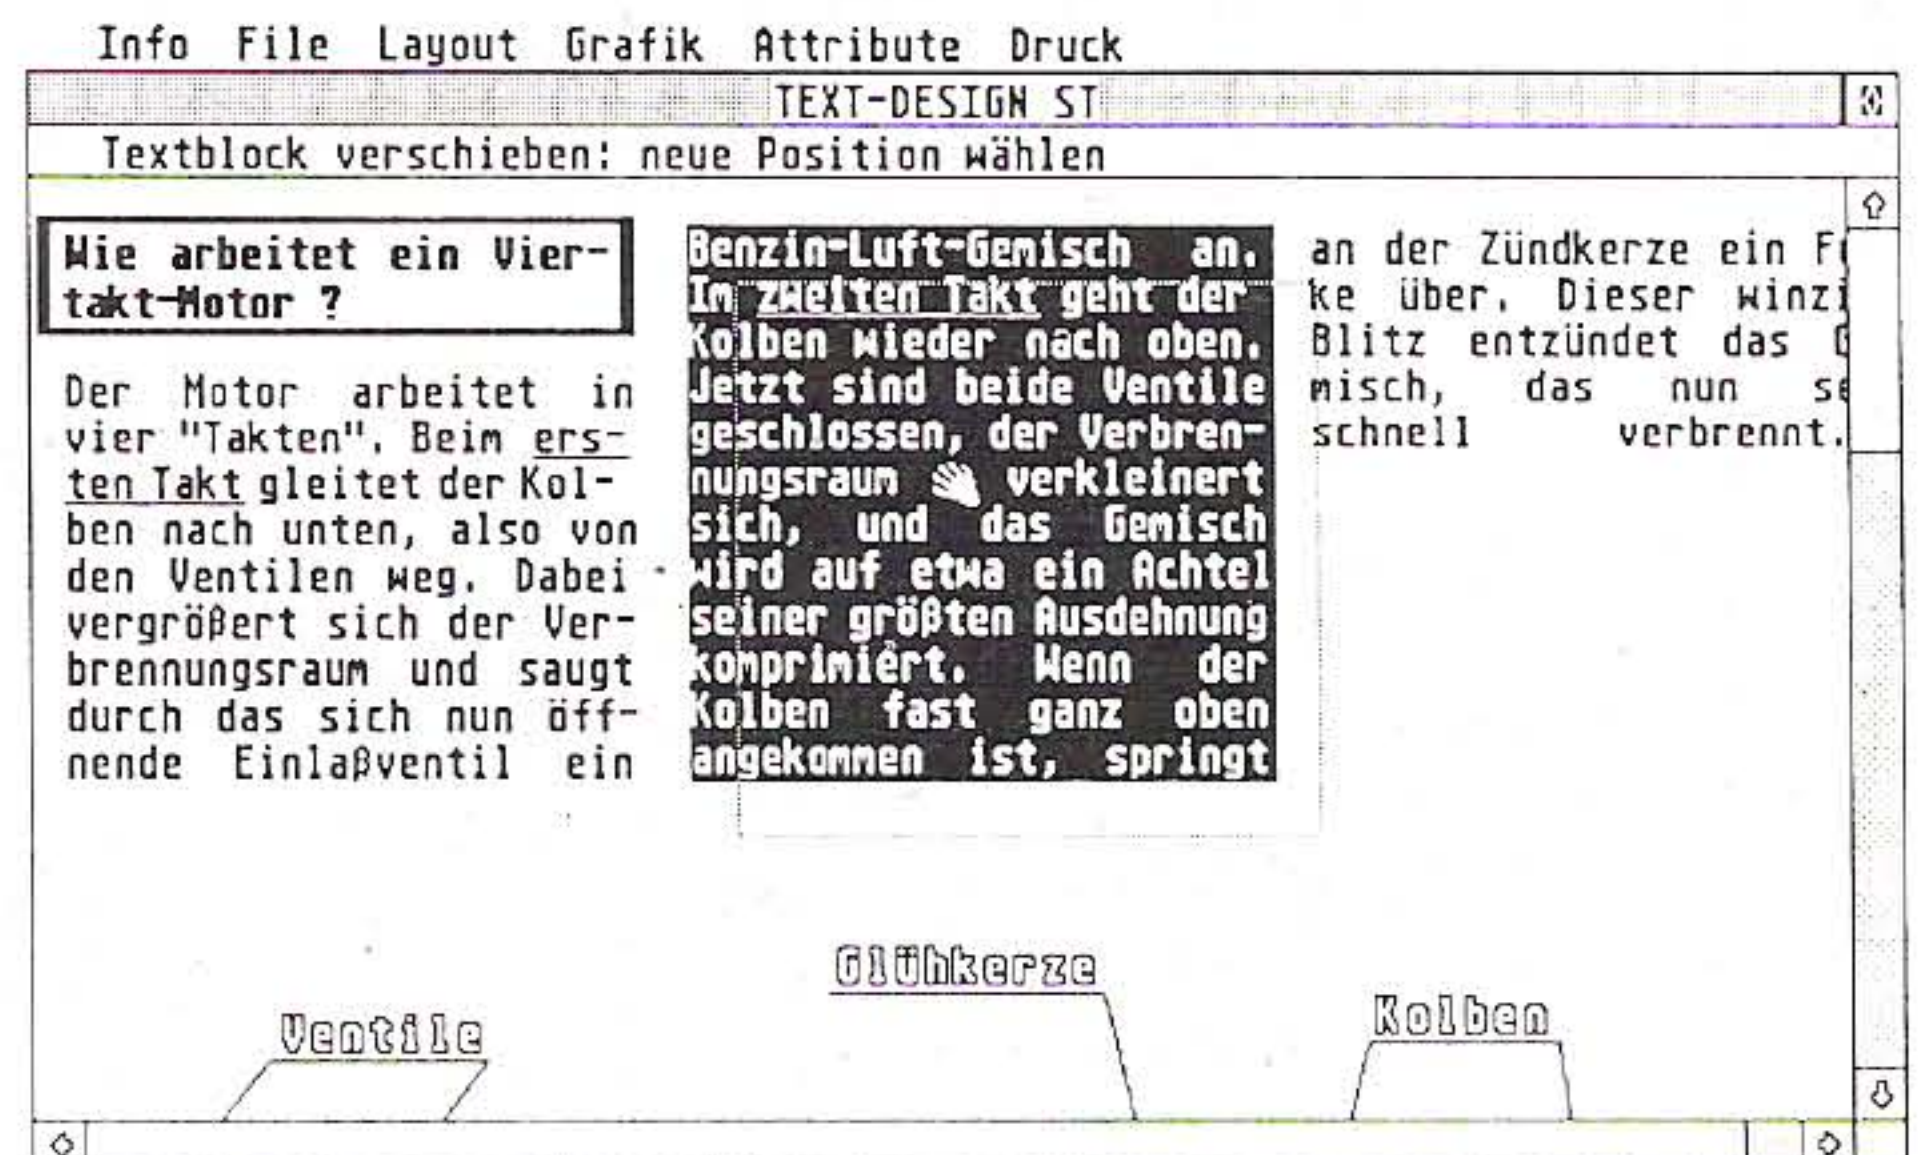 Info File Layout Grafik Attribute Druck
TEXT-DESIGN ST
Textblock verschieben: neue Position wählen
Wie arbeitet ein Vier-
takt-Motor ?
Der Motor arbeitet in
vier "Takten". Beim ers-
ten Takt gleitet der Kol-
ben nach unten, also von
den Ventilen weg. Dabei
vergrößert sich der Ver-
brennungsraum und saugt
durch das sich nun öff-
nende Einlaßventil ein
Benzin-Luft-Gemisch an.
Im zweiten Takt geht der
Kolben wieder nach oben.
Jetzt sind beide Ventile
geschlossen, der Verbren-
nungsraum verkleinert
sich, und das Gemisch
wird auf etwa ein Achtel
seiner größten Ausdehnung
komprimiert. Wenn der
Kolben fast ganz oben
angekommen ist, springt
an der Zündkerze ein
ke über. Dieser winzi
Blitz entzündet das
misch, das nun se
schnell verbrennt.
Glühkerze
Ventile
Kolben